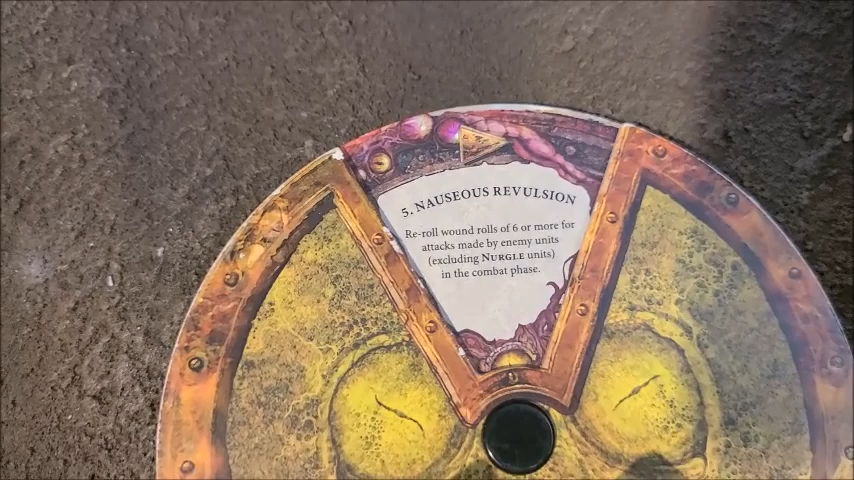 5. NAUSEOUS REVULSION
Re-roll wound rolls of 6 or more for
attacks made by enemy units
(excluding NURGLE units)
in the combat phase.